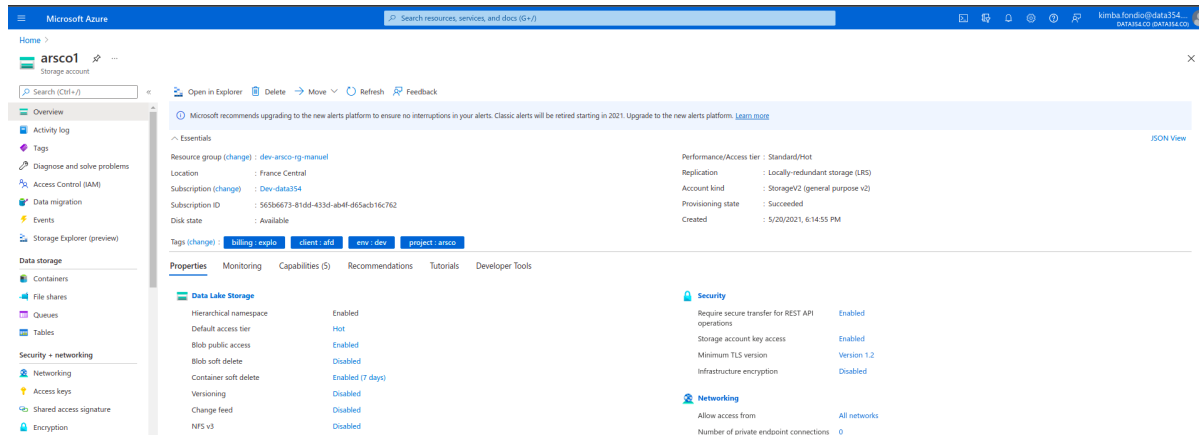 Microsoft Azure
Search resources, services, and docs (G+/)
kimba.fondio@data354....
DATA354.CO (DATA354.CO)
Home >
arsco1
Storage account
Search (Ctrl+/)
Overview
Activity log
Tags
Diagnose and solve problems
Access Control (IAM)
Data migration
Events
Storage Explorer (preview)
Data storage
Containers
File shares
Queues
Tables
Security + networking
Networking
Access keys
Shared access signature
Encryption
Open in Explorer Delete Move Refresh Feedback
Microsoft recommends upgrading to the new alerts platform to ensure no interruptions in your alerts. Classic alerts will be retired starting in 2021. Upgrade to the new alerts platform. Learn more
Essentials
JSON View
Resource group (change) : dev-arsco-rg-manuel
Location : France Central
Subscription (change) : Dev-data354
Subscription ID : 565b6673-81dd-433d-ab4f-d65acb16c762
Disk state : Available
Performance/Access tier : Standard/Hot
Replication : Locally-redundant storage (LRS)
Account kind : StorageV2 (general purpose v2)
Provisioning state : Succeeded
Created : 5/20/2021, 6:14:55 PM
Tags (change) : billing : explo client : afd env : dev project : arsco
Properties Monitoring Capabilities (5) Recommendations Tutorials Developer Tools
Data Lake Storage
Hierarchical namespace Enabled
Default access tier Hot
Blob public access Enabled
Blob soft delete Disabled
Container soft delete Enabled (7 days)
Versioning Disabled
Change feed Disabled
NFS v3 Disabled
Security
Require secure transfer for REST API Enabled
operations
Storage account key access Enabled
Minimum TLS version Version 1.2
Infrastructure encryption Disabled
Networking
Allow access from All networks
Number of private endpoint connections 0